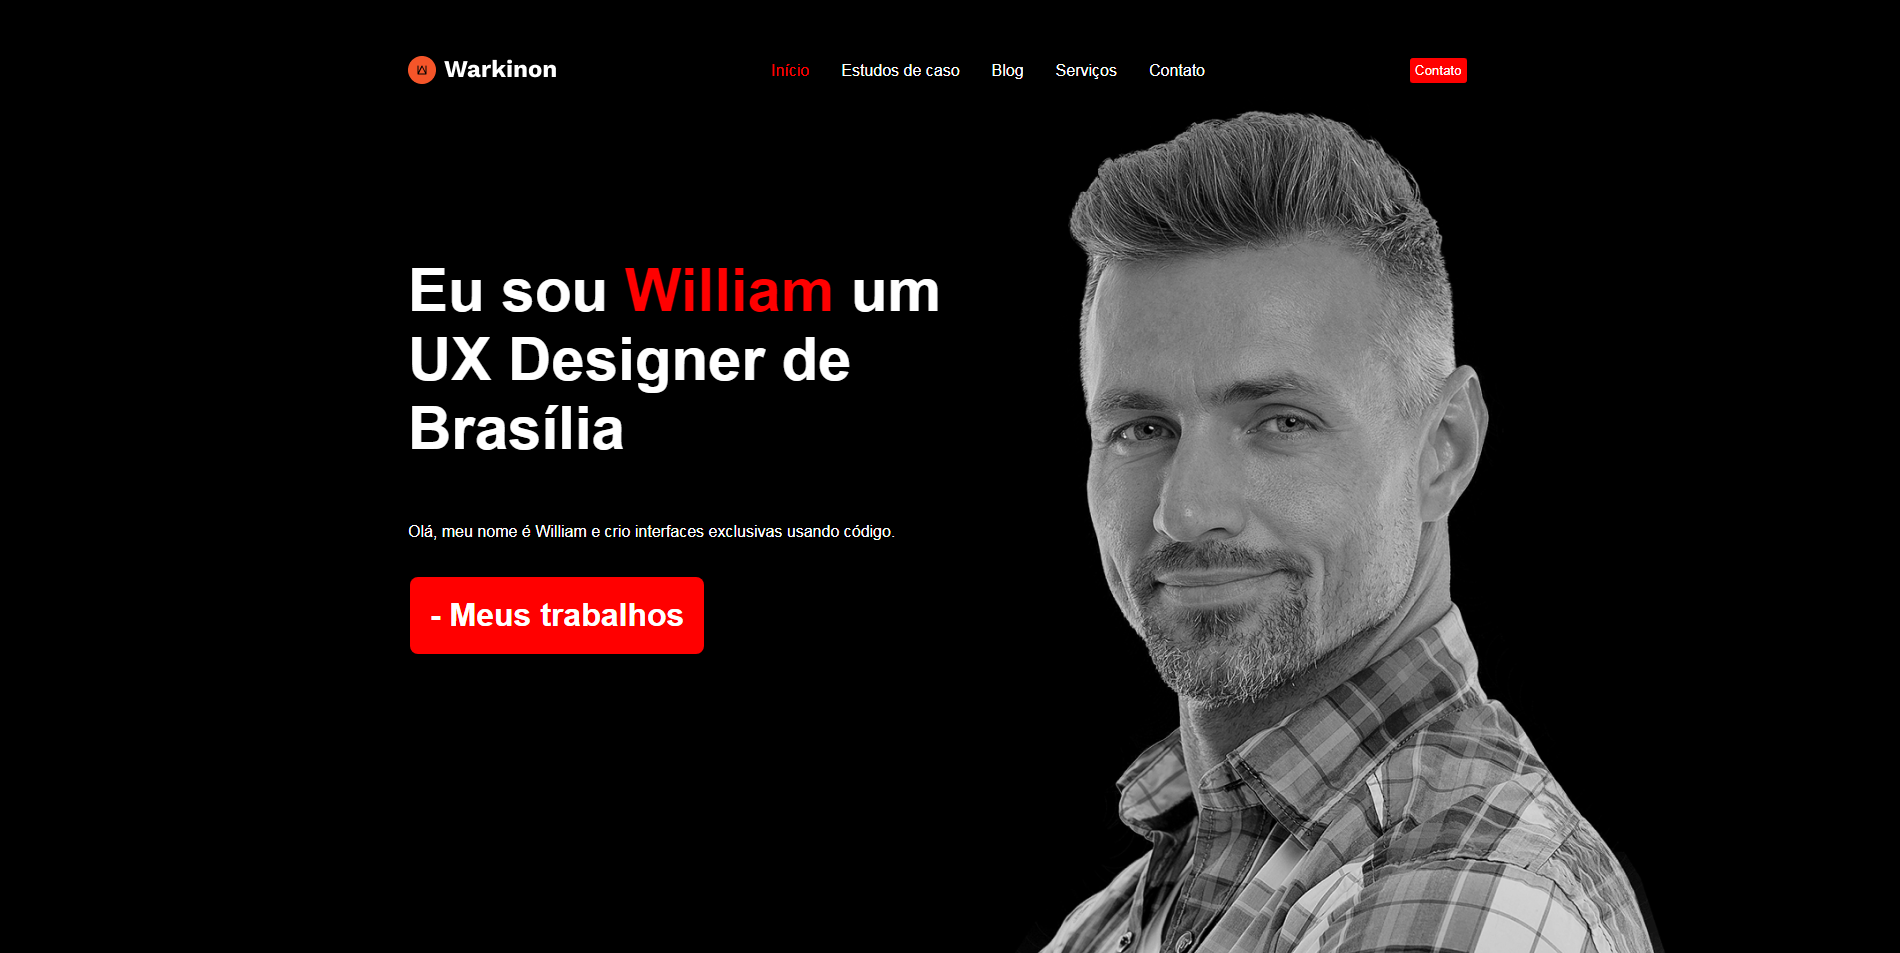 Warkinon
Início
Estudos de caso
Blog
Serviços
Contato
Contato
Eu sou William um
UX Designer de
Brasília
Olá, meu nome é William e crio interfaces exclusivas usando código.
- Meus trabalhos